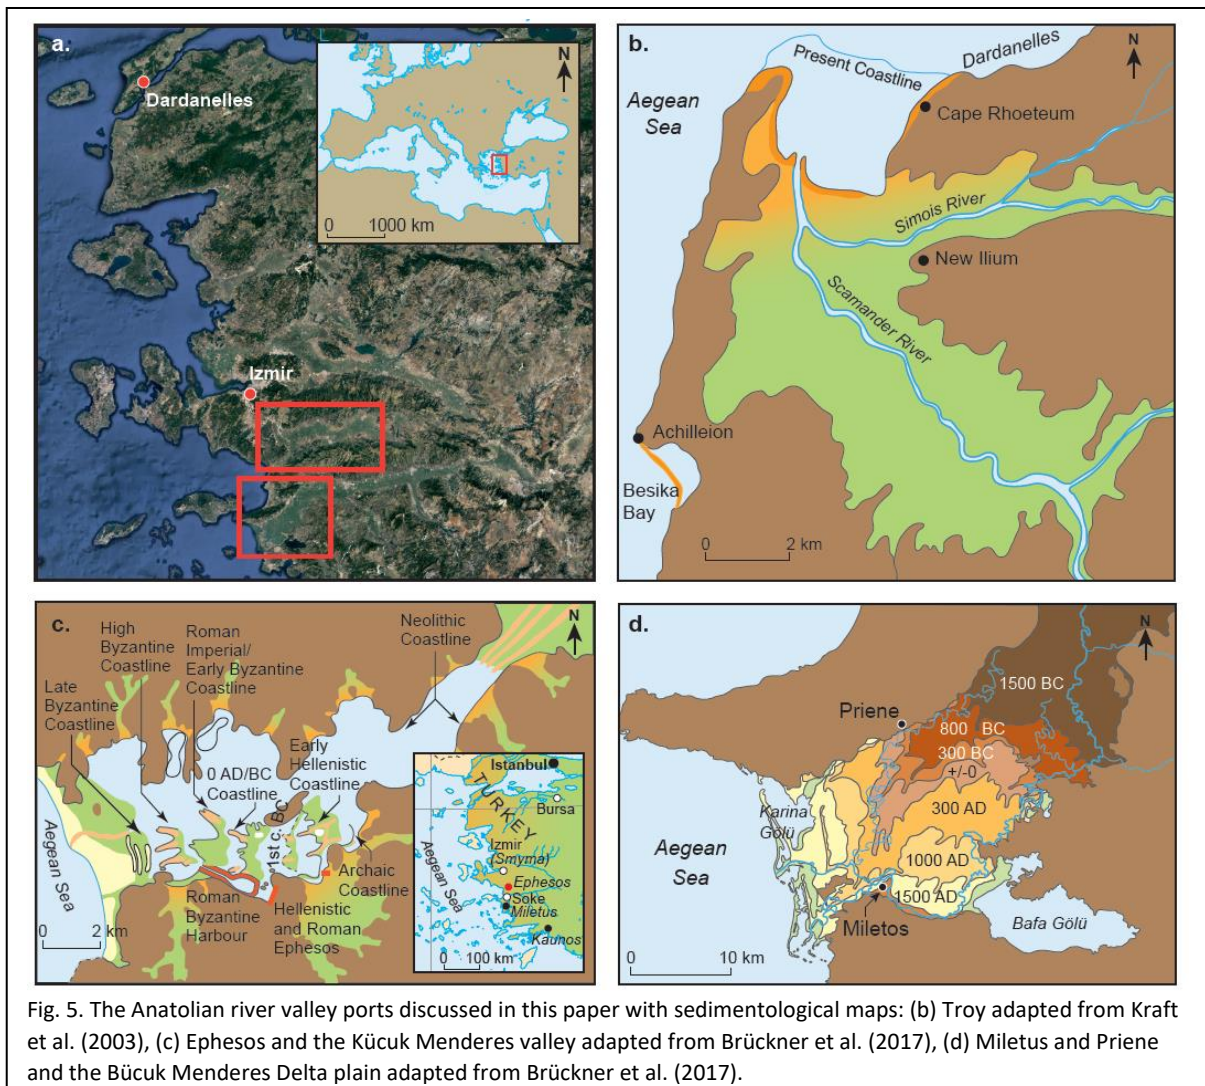 a.
Dardanelles
N
0 1000 km
Izmir
b.
Present Coastline
Dardanelles
N
Aegean
Sea
Cape Rhoeteum
Simois River
New Ilium
Scamander River
Achilleion
Besika
Bay
0 2 km
c.
High
Byzantine
Coastline
Roman
Imperial/
Early Byzantine
Coastline
Neolithic
Coastline
N
Late
Byzantine
Coastline
0 AD/BC
Coastline
Early
Hellenistic
Coastline
1st c. BC
Aegean Sea
Archaic
Coastline
Roman
Byzantine
Harbour
Hellenistic
and Roman
Ephesos
0 2 km
Istanbul
TURKEY
Bursa
Izmir
(Smyma)
Aegean Sea
Ephesos
Soke
Miletus
Kaunos
0 100 km
d.
N
1500 BC
Priene
800 BC
300 BC
+/-0
300 AD
Karina
Gölü
1000 AD
Aegean
Sea
1500 AD
Miletos
Bafa Gölü
0 10 km
Fig. 5. The Anatolian river valley ports discussed in this paper with sedimentological maps: (b) Troy adapted from Kraft
et al. (2003), (c) Ephesos and the Kücuk Menderes valley adapted from Brückner et al. (2017), (d) Miletus and Priene
and the Bücuk Menderes Delta plain adapted from Brückner et al. (2017).